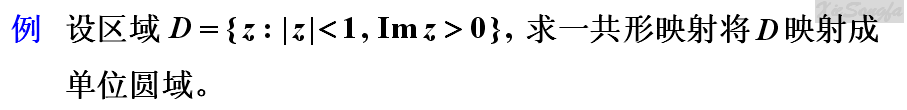 例 设区域 D = { z : |z| < 1 , Im z > 0 }, 求一共形映射将 D 映射成
单位圆域。